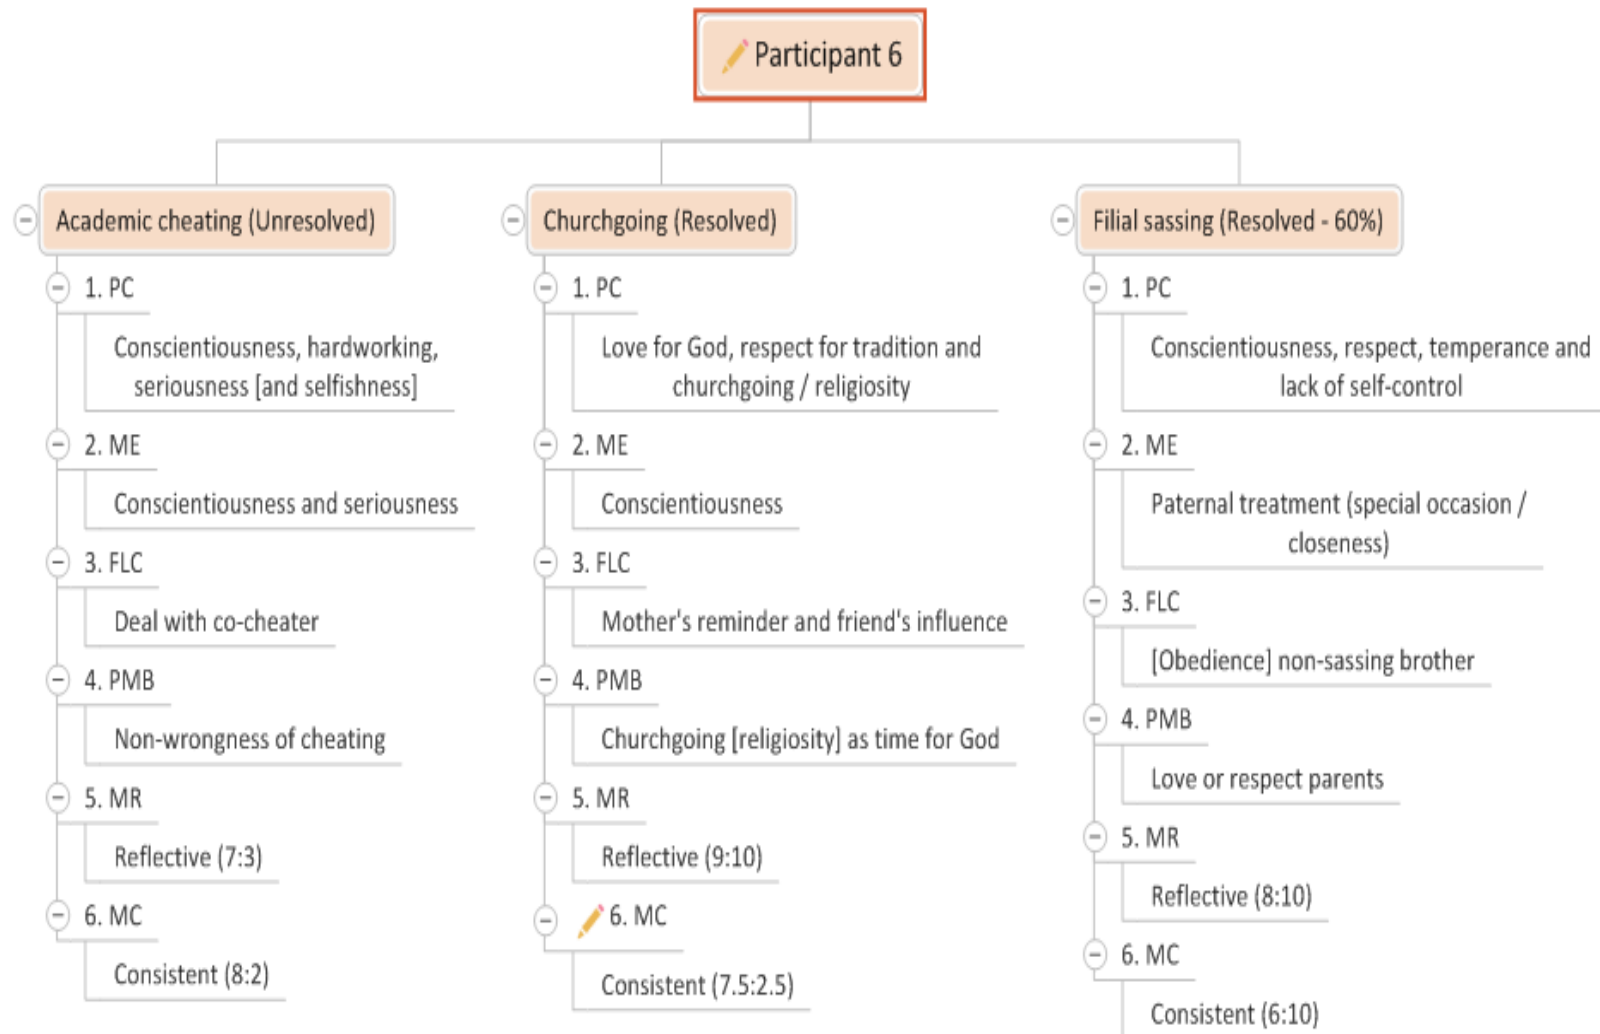 Participant 6
Academic cheating (Unresolved)
1. PC
Conscientiousness, hardworking,
seriousness [and selfishness]
2. ME
Conscientiousness and seriousness
3. FLC
Deal with co-cheater
4. PMB
Non-wrongness of cheating
5. MR
Reflective (7:3)
6. MC
Consistent (8:2)
Churchgoing (Resolved)
1. PC
Love for God, respect for tradition and
churchgoing / religiosity
2. ME
Conscientiousness
3. FLC
Mother's reminder and friend's influence
4. PMB
Churchgoing [religiosity] as time for God
5. MR
Reflective (9:10)
6. MC
Consistent (7.5:2.5)
Filial sassing (Resolved - 60%)
1. PC
Conscientiousness, respect, temperance and
lack of self-control
2. ME
Paternal treatment (special occasion /
closeness)
3. FLC
[Obedience] non-sassing brother
4. PMB
Love or respect parents
5. MR
Reflective (8:10)
6. MC
Consistent (6:10)